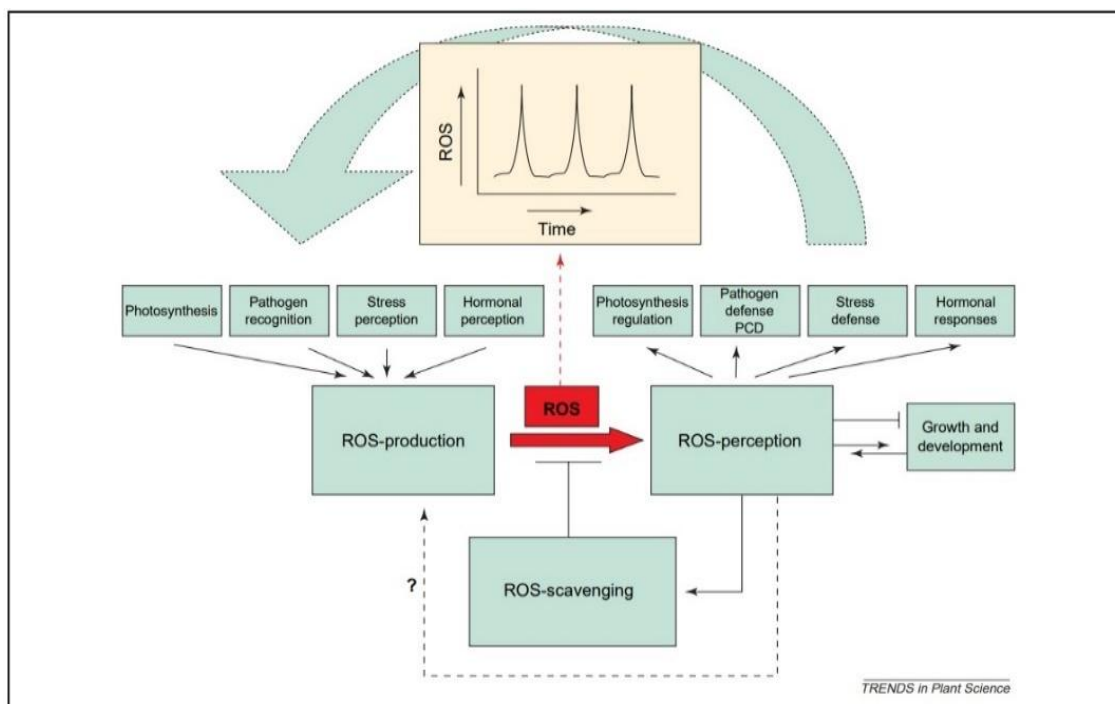 ROS
Time
Photosynthesis
Pathogen
recognition
Stress
perception
Hormonal
perception
Photosynthesis
regulation
Pathogen
defense
PCD
Stress
defense
Hormonal
responses
ROS-production
ROS
ROS-perception
Growth and
development
?
ROS-scavenging
TRENDS in Plant Science